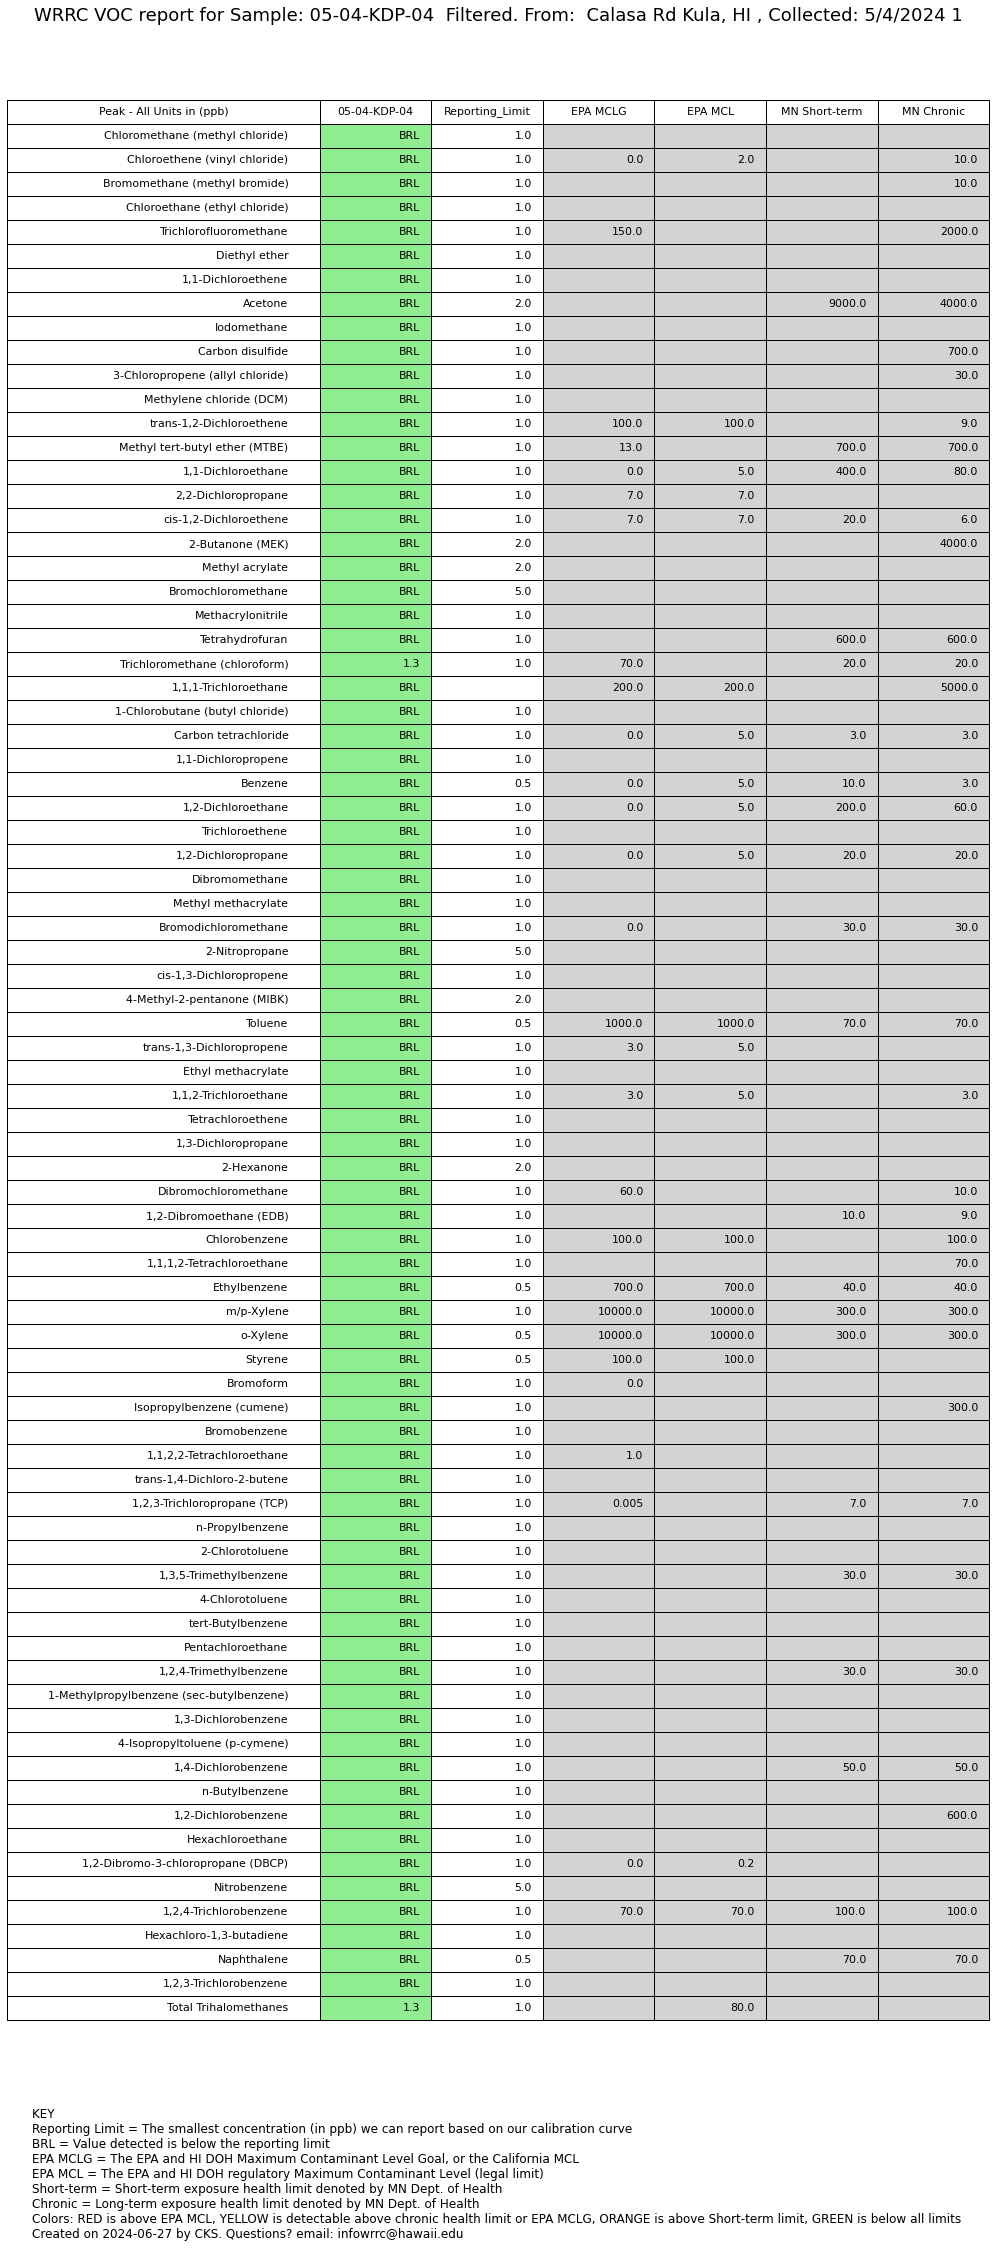 WRRC VOC report for Sample: 05-04-KDP-04 Filtered. From: Calasa Rd Kula, HI , Collected: 5/4/2024 1
Peak - All Units in (ppb) 05-04-KDP-04 Reporting_Limit EPA MCLG EPA MCL MN Short-term MN Chronic
Chloromethane (methyl chloride) BRL 1.0
Chloroethene (vinyl chloride) BRL 1.0 0.0 2.0 10.0
Bromomethane (methyl bromide) BRL 1.0 10.0
Chloroethane (ethyl chloride) BRL 1.0
Trichlorofluoromethane BRL 1.0 150.0 2000.0
Diethyl ether BRL 1.0
1,1-Dichloroethene BRL 1.0
Acetone BRL 2.0 9000.0 4000.0
Iodomethane BRL 1.0
Carbon disulfide BRL 1.0 700.0
3-Chloropropene (allyl chloride) BRL 1.0 30.0
Methylene chloride (DCM) BRL 1.0
trans-1,2-Dichloroethene BRL 1.0 100.0 100.0 9.0
Methyl tert-butyl ether (MTBE) BRL 1.0 13.0 700.0 700.0
1,1-Dichloroethane BRL 1.0 0.0 5.0 400.0 80.0
2,2-Dichloropropane BRL 1.0 7.0 7.0
cis-1,2-Dichloroethene BRL 1.0 7.0 7.0 20.0 6.0
2-Butanone (MEK) BRL 2.0 4000.0
Methyl acrylate BRL 2.0
Bromochloromethane BRL 5.0
Methacrylonitrile BRL 1.0
Tetrahydrofuran BRL 1.0 600.0 600.0
Trichloromethane (chloroform) 1.3 1.0 70.0 20.0 20.0
1,1,1-Trichloroethane BRL 200.0 200.0 5000.0
1-Chlorobutane (butyl chloride) BRL 1.0
Carbon tetrachloride BRL 1.0 0.0 5.0 3.0 3.0
1,1-Dichloropropene BRL 1.0
Benzene BRL 0.5 0.0 5.0 10.0 3.0
1,2-Dichloroethane BRL 1.0 0.0 5.0 200.0 60.0
Trichloroethene BRL 1.0
1,2-Dichloropropane BRL 1.0 0.0 5.0 20.0 20.0
Dibromomethane BRL 1.0
Methyl methacrylate BRL 1.0
Bromodichloromethane BRL 1.0 0.0 30.0 30.0
2-Nitropropane BRL 5.0
cis-1,3-Dichloropropene BRL 1.0
4-Methyl-2-pentanone (MIBK) BRL 2.0
Toluene BRL 0.5 1000.0 1000.0 70.0 70.0
trans-1,3-Dichloropropene BRL 1.0 3.0 5.0
Ethyl methacrylate BRL 1.0
1,1,2-Trichloroethane BRL 1.0 3.0 5.0 3.0
Tetrachloroethene BRL 1.0
1,3-Dichloropropane BRL 1.0
2-Hexanone BRL 2.0
Dibromochloromethane BRL 1.0 60.0 10.0
1,2-Dibromoethane (EDB) BRL 1.0 10.0 9.0
Chlorobenzene BRL 1.0 100.0 100.0 100.0
1,1,1,2-Tetrachloroethane BRL 1.0 70.0
Ethylbenzene BRL 0.5 700.0 700.0 40.0 40.0
m/p-Xylene BRL 1.0 10000.0 10000.0 300.0 300.0
o-Xylene BRL 0.5 10000.0 10000.0 300.0 300.0
Styrene BRL 0.5 100.0 100.0
Bromoform BRL 1.0 0.0
Isopropylbenzene (cumene) BRL 1.0 300.0
Bromobenzene BRL 1.0
1,1,2,2-Tetrachloroethane BRL 1.0 1.0
trans-1,4-Dichloro-2-butene BRL 1.0
1,2,3-Trichloropropane (TCP) BRL 1.0 0.005 7.0 7.0
n-Propylbenzene BRL 1.0
2-Chlorotoluene BRL 1.0
1,3,5-Trimethylbenzene BRL 1.0 30.0 30.0
4-Chlorotoluene BRL 1.0
tert-Butylbenzene BRL 1.0
Pentachloroethane BRL 1.0
1,2,4-Trimethylbenzene BRL 1.0 30.0 30.0
1-Methylpropylbenzene (sec-butylbenzene) BRL 1.0
1,3-Dichlorobenzene BRL 1.0
4-Isopropyltoluene (p-cymene) BRL 1.0
1,4-Dichlorobenzene BRL 1.0 50.0 50.0
n-Butylbenzene BRL 1.0
1,2-Dichlorobenzene BRL 1.0 600.0
Hexachloroethane BRL 1.0
1,2-Dibromo-3-chloropropane (DBCP) BRL 1.0 0.0 0.2
Nitrobenzene BRL 5.0
1,2,4-Trichlorobenzene BRL 1.0 70.0 70.0 100.0 100.0
Hexachloro-1,3-butadiene BRL 1.0
Naphthalene BRL 0.5 70.0 70.0
1,2,3-Trichlorobenzene BRL 1.0
Total Trihalomethanes 1.3 1.0 80.0
KEY
Reporting Limit = The smallest concentration (in ppb) we can report based on our calibration curve
BRL = Value detected is below the reporting limit
EPA MCLG = The EPA and HI DOH Maximum Contaminant Level Goal, or the California MCL
EPA MCL = The EPA and HI DOH regulatory Maximum Contaminant Level (legal limit)
Short-term = Short-term exposure health limit denoted by MN Dept. of Health
Chronic = Long-term exposure health limit denoted by MN Dept. of Health
Colors: RED is above EPA MCL, YELLOW is detectable above chronic health limit or EPA MCLG, ORANGE is above Short-term limit, GREEN is below all limits
Created on 2024-06-27 by CKS. Questions? email: infowrrc@hawaii.edu